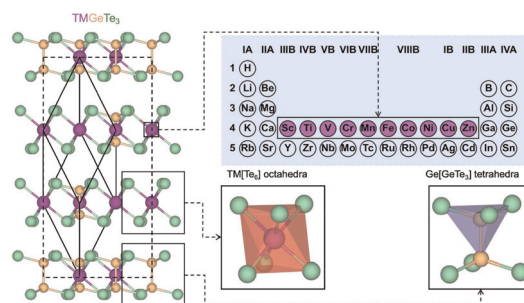 TMGeTe₃
IA IIA IIIB IVB VB VIB VIIB VIIIB IB IIB IIIA IVA
1 H
2 Li Be B C
3 Na Mg Al Si
4 K Ca Sc Ti V Cr Mn Fe Co Ni Cu Zn Ga Ge
5 Rb Sr Y Zr Nb Mo Tc Ru Rh Pd Ag Cd In Sn
TM[Te₆] octahedra
Ge[GeTe₃] tetrahedra